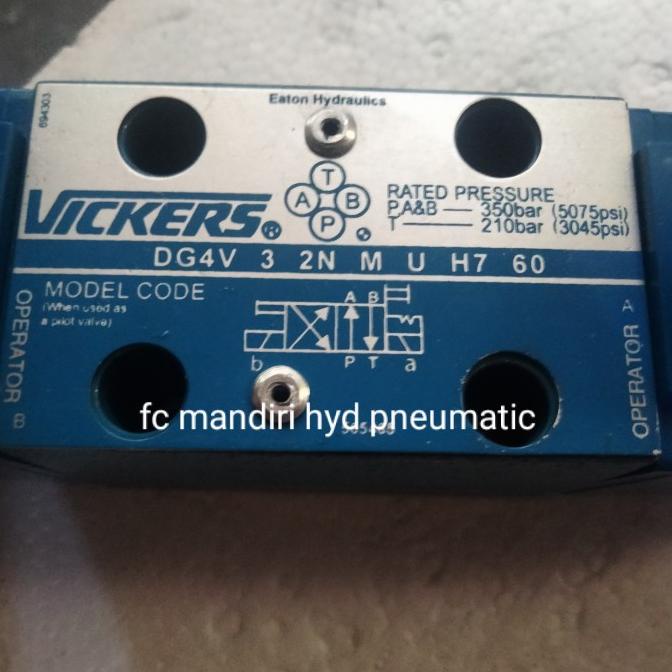 Eaton Hydraulics
694303
VICKERS®
T
A B
P
RATED PRESSURE
P,A&B — 350bar (5075psi)
T — 210bar (3045psi)
DG4V 3 2N M U H7 60
MODEL CODE
(When used as
a pilot valve)
OPERATOR B
A B
b P T a
OPERATOR A
fc mandiri hyd pneumatic